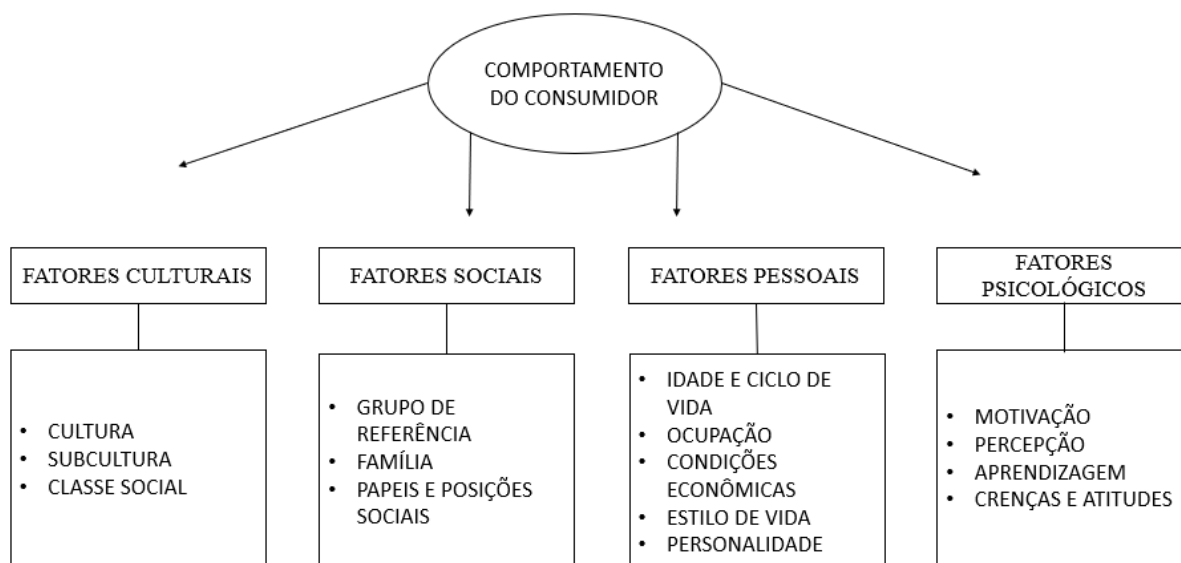 COMPORTAMENTO
DO CONSUMIDOR
FATORES CULTURAIS
FATORES SOCIAIS
FATORES PESSOAIS
FATORES
PSICOLÓGICOS
• CULTURA
• SUBCULTURA
• CLASSE SOCIAL
• GRUPO DE
REFERÊNCIA
• FAMÍLIA
• PAPEIS E POSIÇÕES
SOCIAIS
• IDADE E CICLO DE
VIDA
• OCUPAÇÃO
• CONDIÇÕES
ECONÔMICAS
• ESTILO DE VIDA
• PERSONALIDADE
• MOTIVAÇÃO
• PERCEPÇÃO
• APRENDIZAGEM
• CRENÇAS E ATITUDES